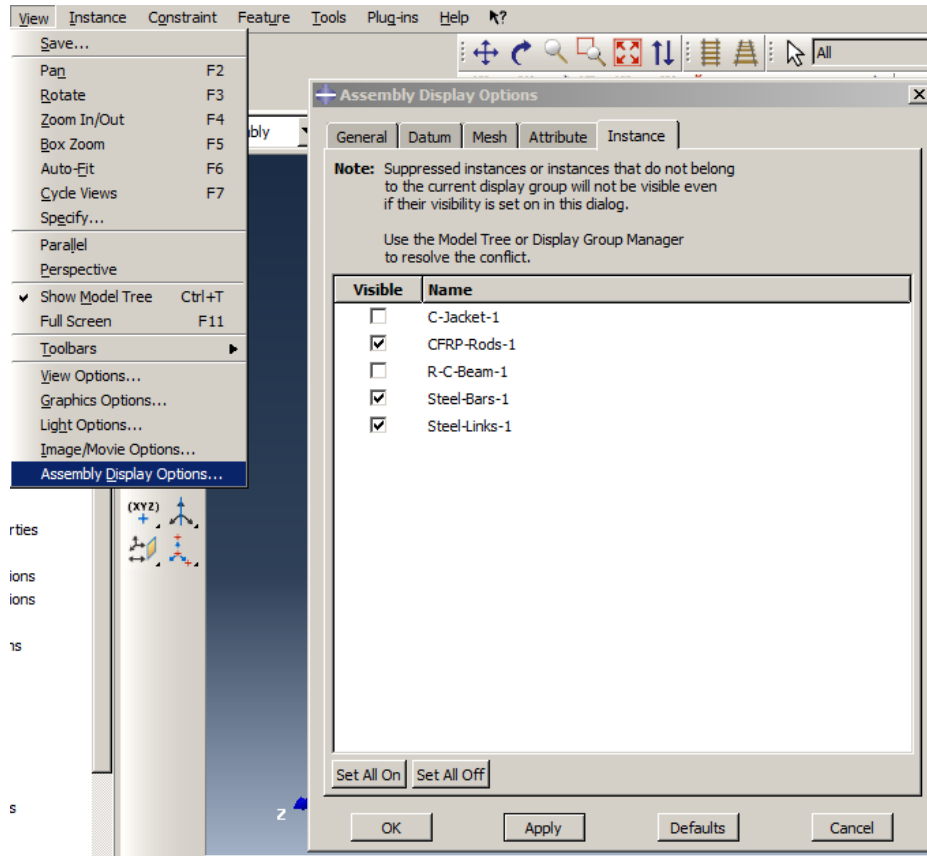 View Instance Constraint Feature Tools Plug-ins Help
Save...
Pan F2
Rotate F3
Zoom In/Out F4
Box Zoom F5
Auto-Fit F6
Cycle Views F7
Specify...
Parallel
Perspective
Show Model Tree Ctrl+T
Full Screen F11
Toolbars
View Options...
Graphics Options...
Light Options...
Image/Movie Options...
Assembly Display Options...
All
bly
(XYZ)
rties
ions
ions
ns
s
Z
Assembly Display Options
General Datum Mesh Attribute Instance
Note: Suppressed instances or instances that do not belong
to the current display group will not be visible even
if their visibility is set on in this dialog.
Use the Model Tree or Display Group Manager
to resolve the conflict.
Visible Name
C-Jacket-1
CFRP-Rods-1
R-C-Beam-1
Steel-Bars-1
Steel-Links-1
Set All On Set All Off
OK Apply Defaults Cancel